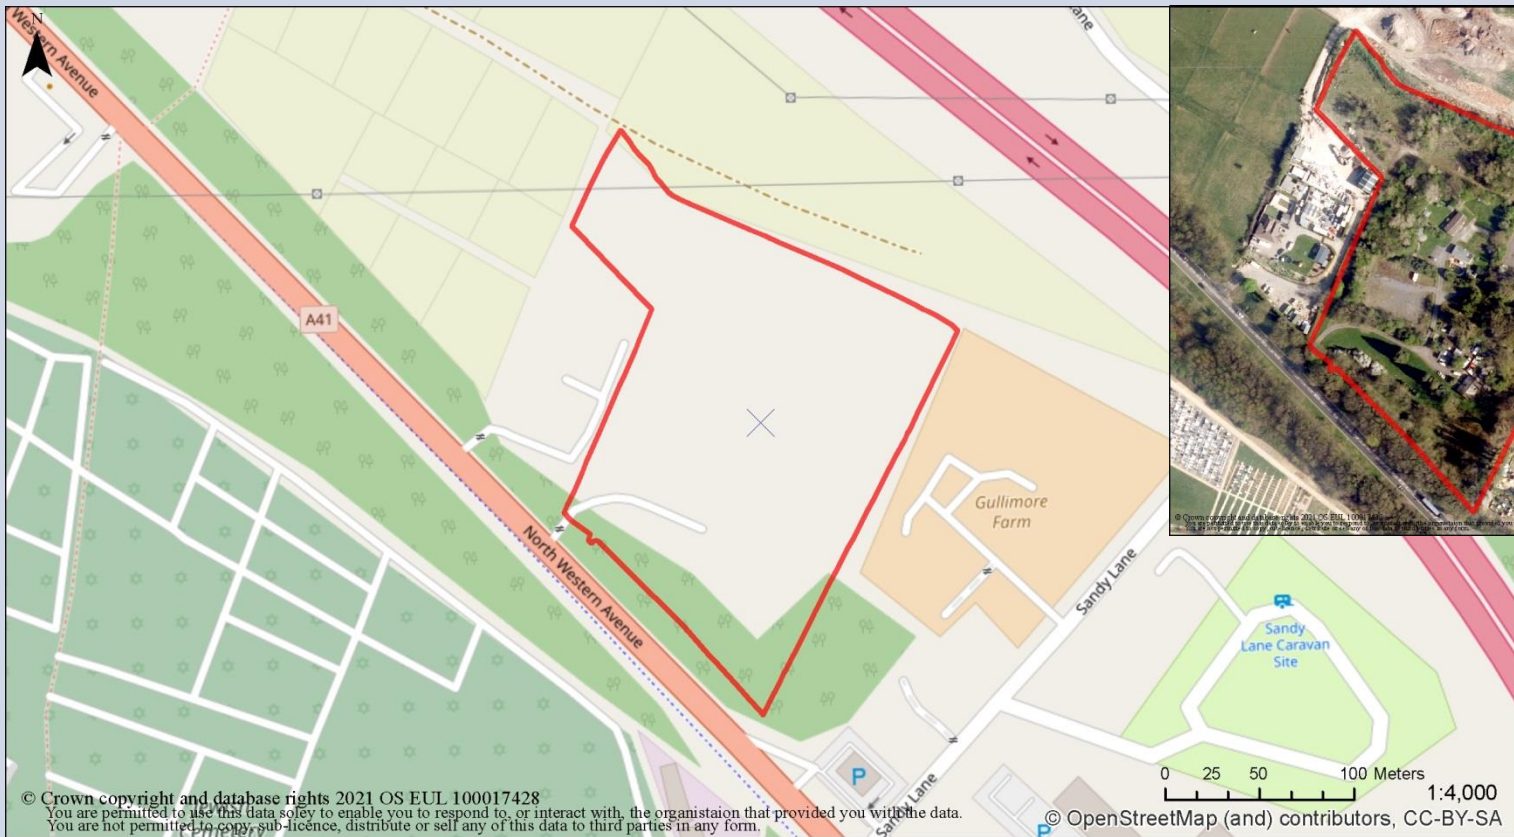 N
Western Avenue
ane
A41
North Western Avenue
Gullimore
Farm
Sandy Lane
Sandy
Lane Caravan
Site
P
Sandy Lane
P
0 25 50 100 Meters
1:4,000
© Crown copyright and database rights 2021 OS EUL 100017428
You are permitted to use this data soley to enable you to respond to, or interact with, the organistaion that provided you with the data.
You are not permitted to copy, sub-licence, distribute or sell any of this data to third parties in any form.
© OpenStreetMap (and) contributors, CC-BY-SA